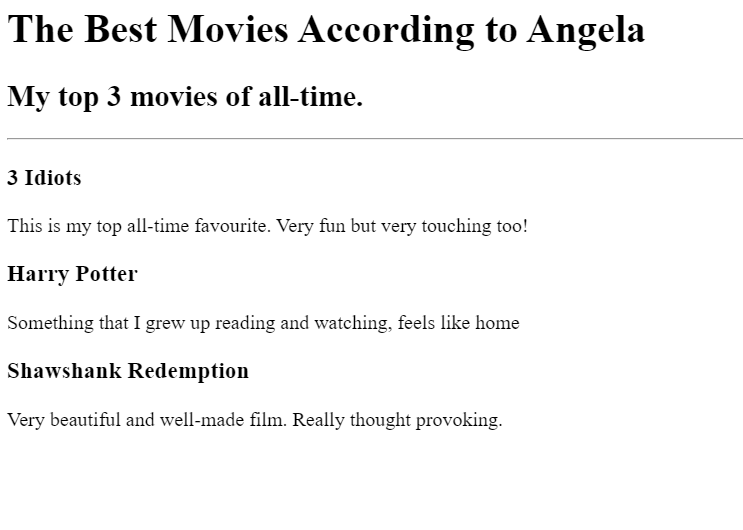 The Best Movies According to Angela
My top 3 movies of all-time.
3 Idiots
This is my top all-time favourite. Very fun but very touching too!
Harry Potter
Something that I grew up reading and watching, feels like home
Shawshank Redemption
Very beautiful and well-made film. Really thought provoking.